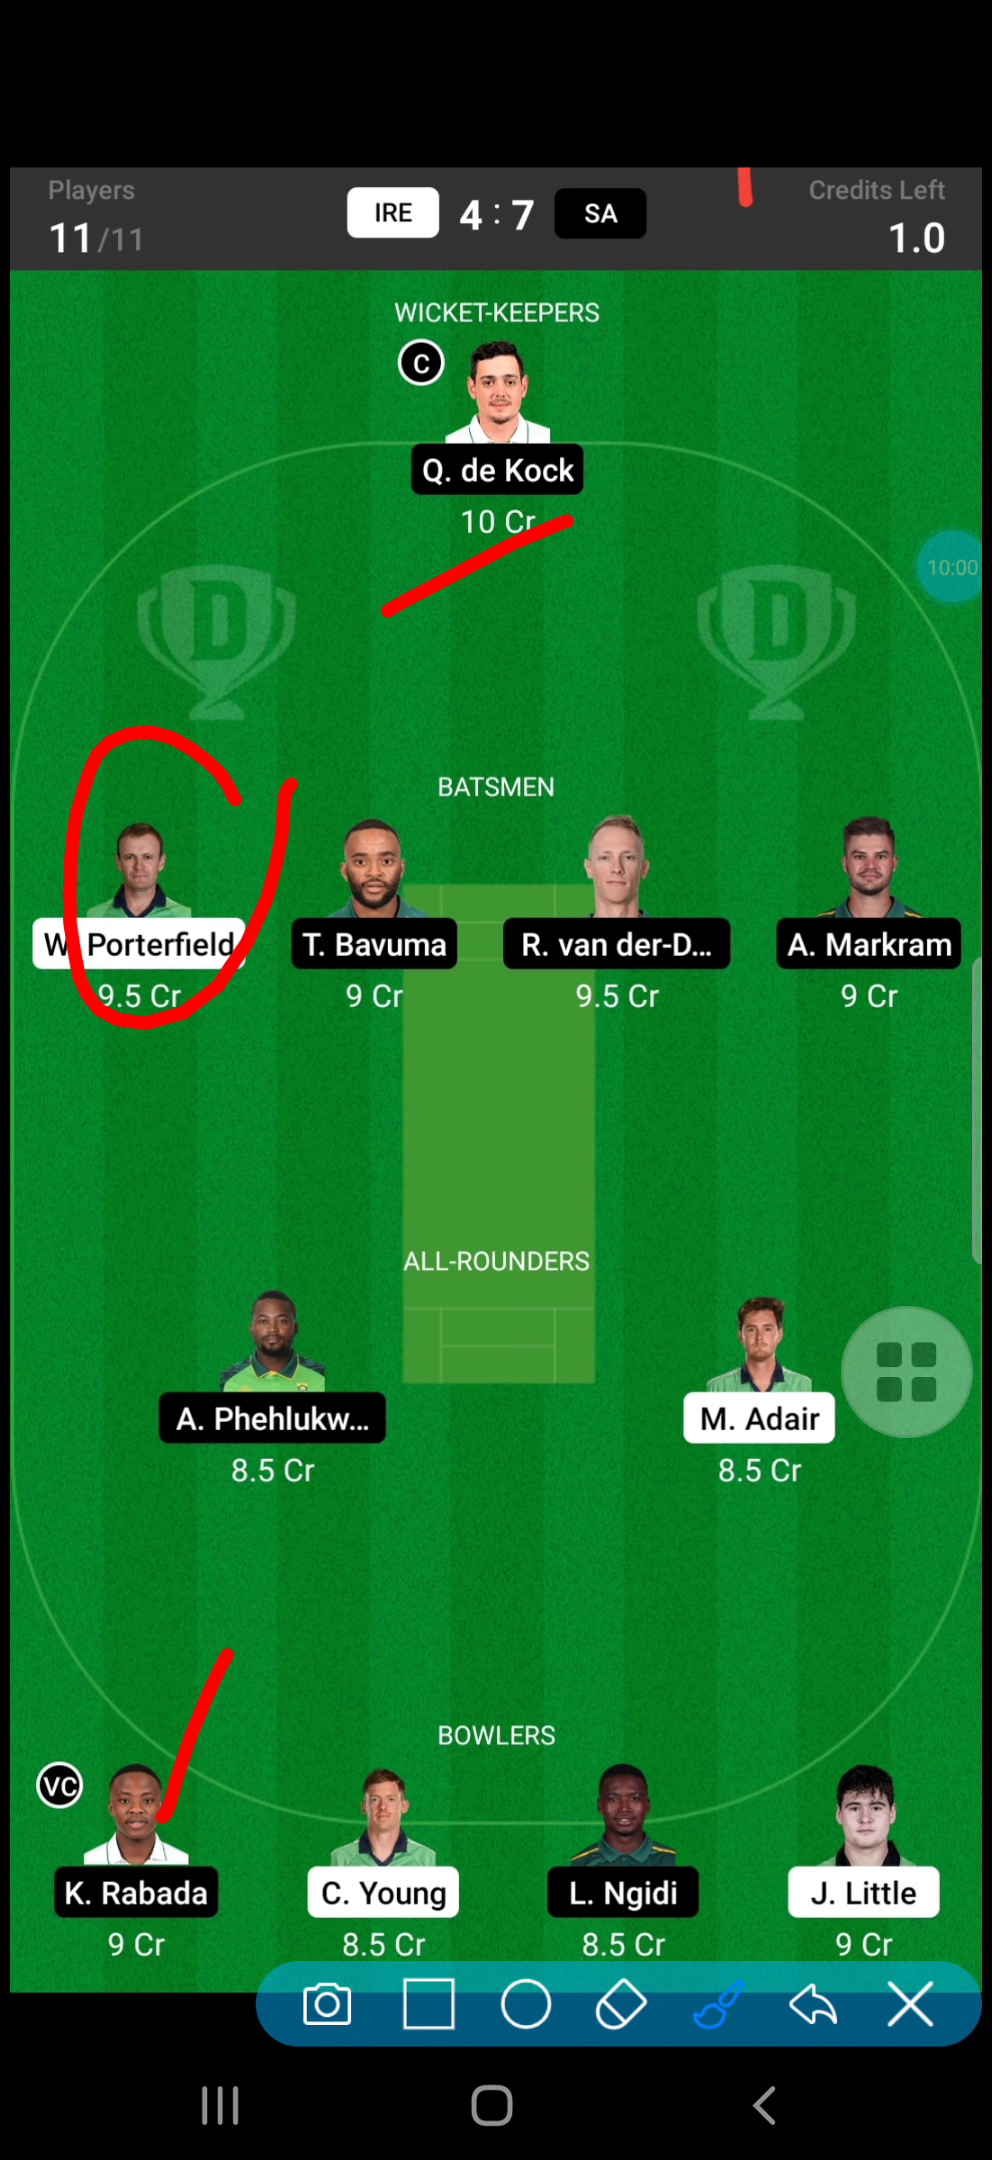 Players
Credits Left
IRE 4 : 7 SA
11/11
1.0
WICKET-KEEPERS
C
Q. de Kock
10 Cr
10:00
D D
BATSMEN
W. Porterfield T. Bavuma R. van der-D... A. Markram
9.5 Cr 9 Cr 9.5 Cr 9 Cr
ALL-ROUNDERS
A. Phehlukw... M. Adair
8.5 Cr 8.5 Cr
BOWLERS
VC
K. Rabada C. Young L. Ngidi J. Little
9 Cr 8.5 Cr 8.5 Cr 9 Cr